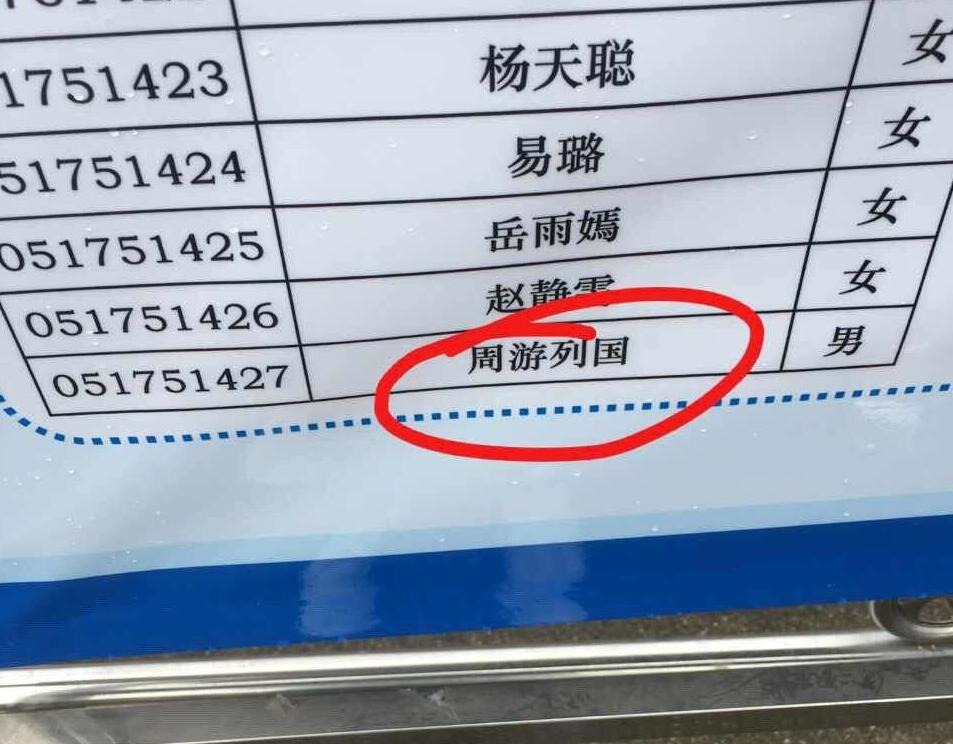 1751423 杨天聪 女
51751424 易璐 女
051751425 岳雨嫣 女
051751426 赵静 女
051751427 周游列国 男